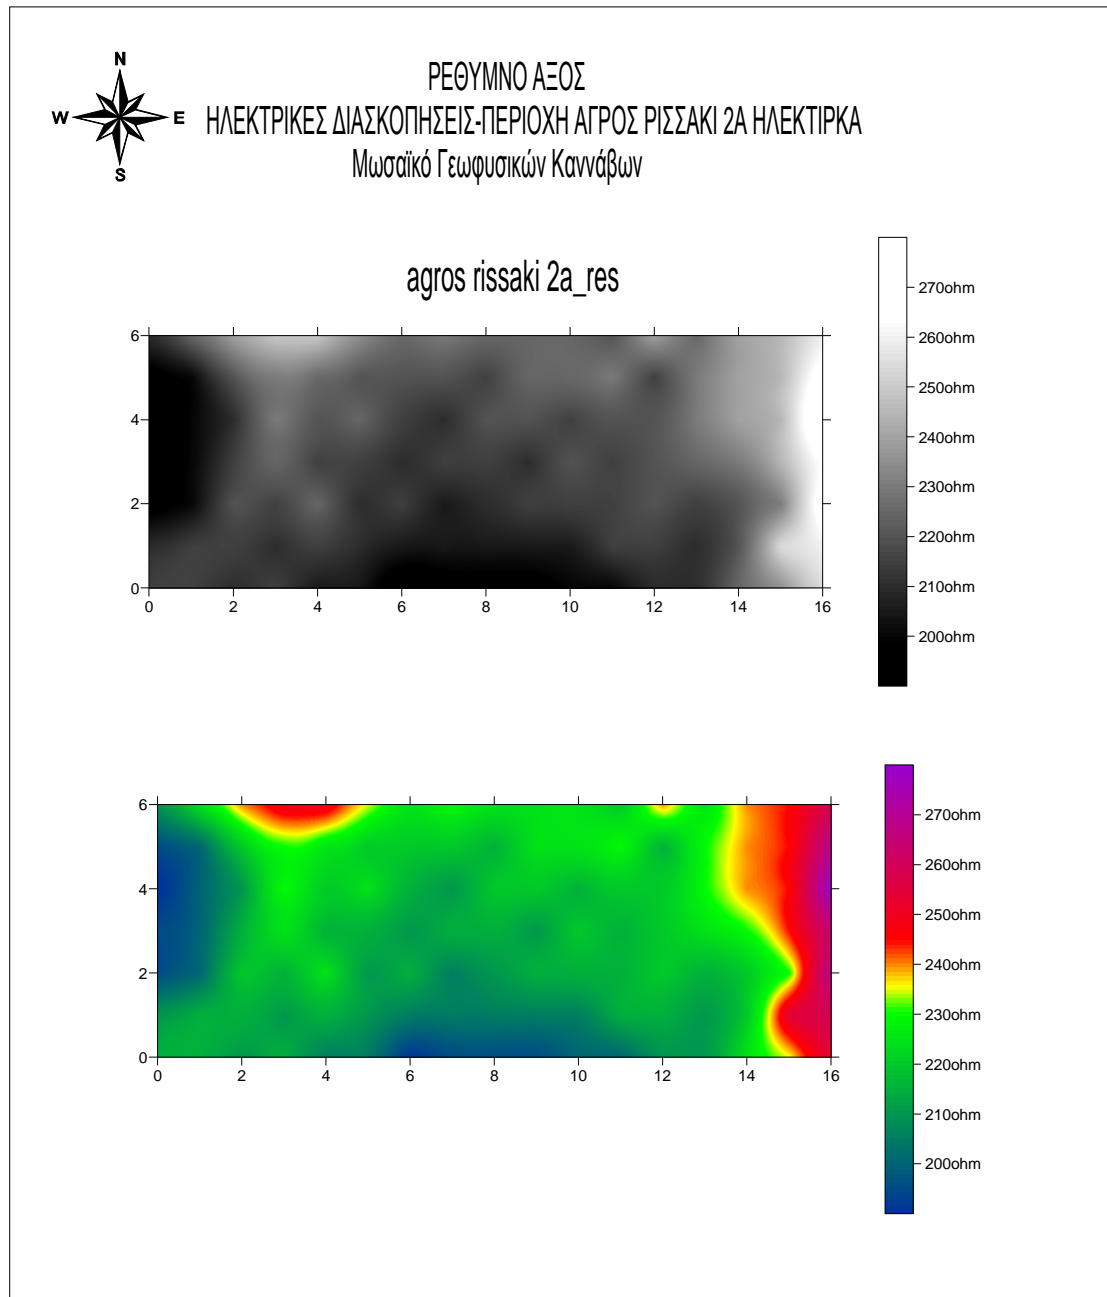 N
W E
S
ΡΕΘΥΜΝΟ ΑΞΟΣ
ΗΛΕΚΤΡΙΚΕΣ ΔΙΑΣΚΟΠΗΣΕΙΣ-ΠΕΡΙΟΧΗ ΑΓΡΟΣ ΡΙΣΣΑΚΙ 2Α ΗΛΕΚΤΙΡΚΑ
Μωσαϊκό Γεωφυσικών Καννάβων
agros rissaki 2a_res
6
4
2
0
0 2 4 6 8 10 12 14 16
270ohm
260ohm
250ohm
240ohm
230ohm
220ohm
210ohm
200ohm
6
4
2
0
0 2 4 6 8 10 12 14 16
270ohm
260ohm
250ohm
240ohm
230ohm
220ohm
210ohm
200ohm